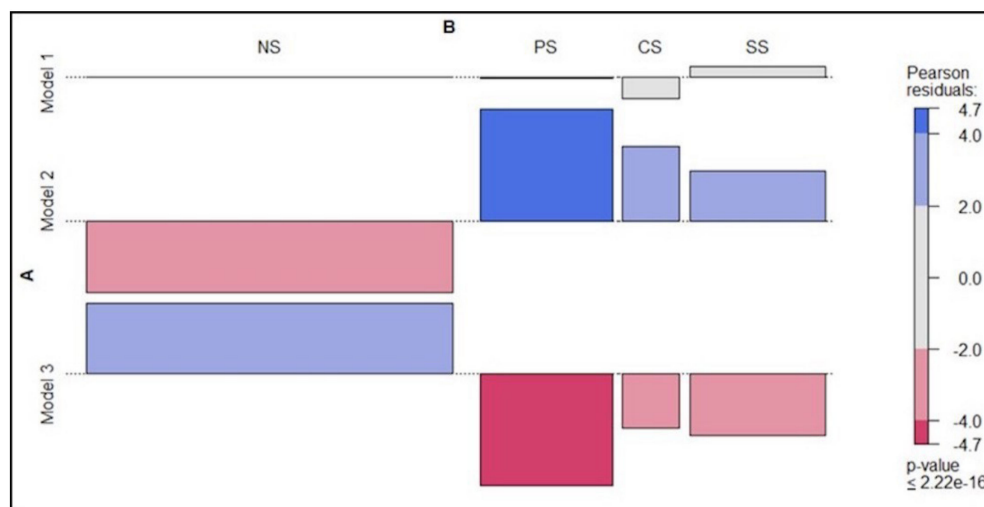 B
NS PS CS SS
Model 1
Model 2
A
Model 3
Pearson
residuals:
4.7
4.0
2.0
0.0
-2.0
-4.0
-4.7
p-value
≤ 2.22e-16